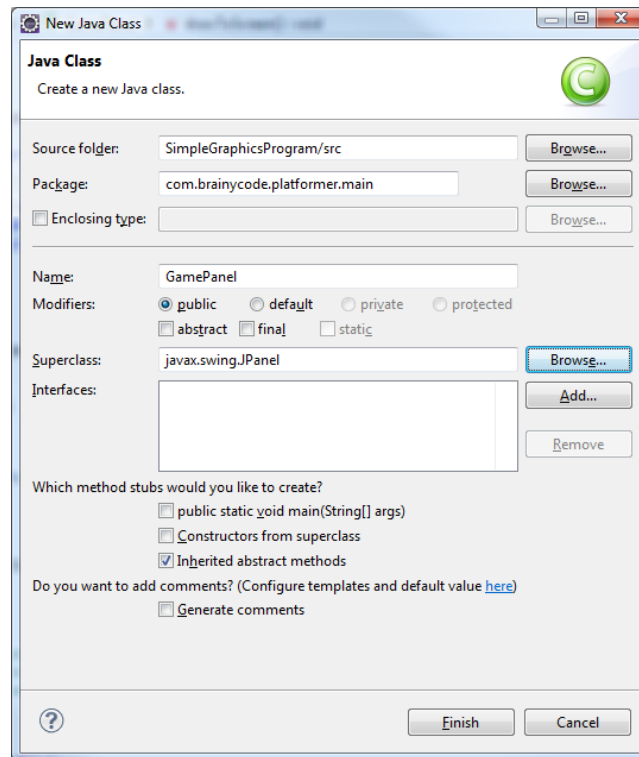 New Java Class
Java Class
Create a new Java class.
C
Source folder: SimpleGraphicsProgram/src Browse...
Package: com.brainycode.platformer.main Browse...
Enclosing type: Browse...
Name: GamePanel
Modifiers: public default private protected
abstract final static
Superclass: javax.swing.JPanel Browse...
Interfaces: Add...
Remove
Which method stubs would you like to create?
public static void main(String[] args)
Constructors from superclass
Inherited abstract methods
Do you want to add comments? (Configure templates and default value here)
Generate comments
? Finish Cancel